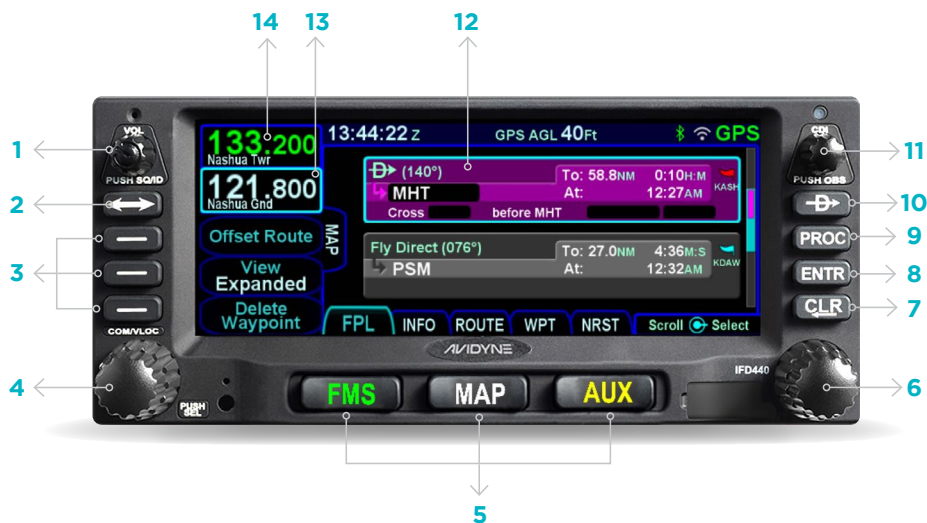 14
13
12
1
2
3
4
5
6
7
8
9
10
11
VOL
PUSH SQ/ID
COM/VLOC
PUSH SEL
133.200
Nashua Twr
121.800
Nashua Gnd
Offset Route
View
Expanded
Delete
Waypoint
MAP
13:44:22 Z
GPS AGL 40Ft
GPS
D (140°)
To: 58.8NM 0:10H:M
MHT
At: 12:27AM
KASH
Cross before MHT
Fly Direct (076°)
To: 27.0NM 4:36M:S
PSM
At: 12:32AM
KDAW
FPL INFO ROUTE WPT NRST Scroll Select
AVIDYNE
IFD440
FMS MAP AUX
CDI
PUSH OBS
D
PROC
ENTR
CLR